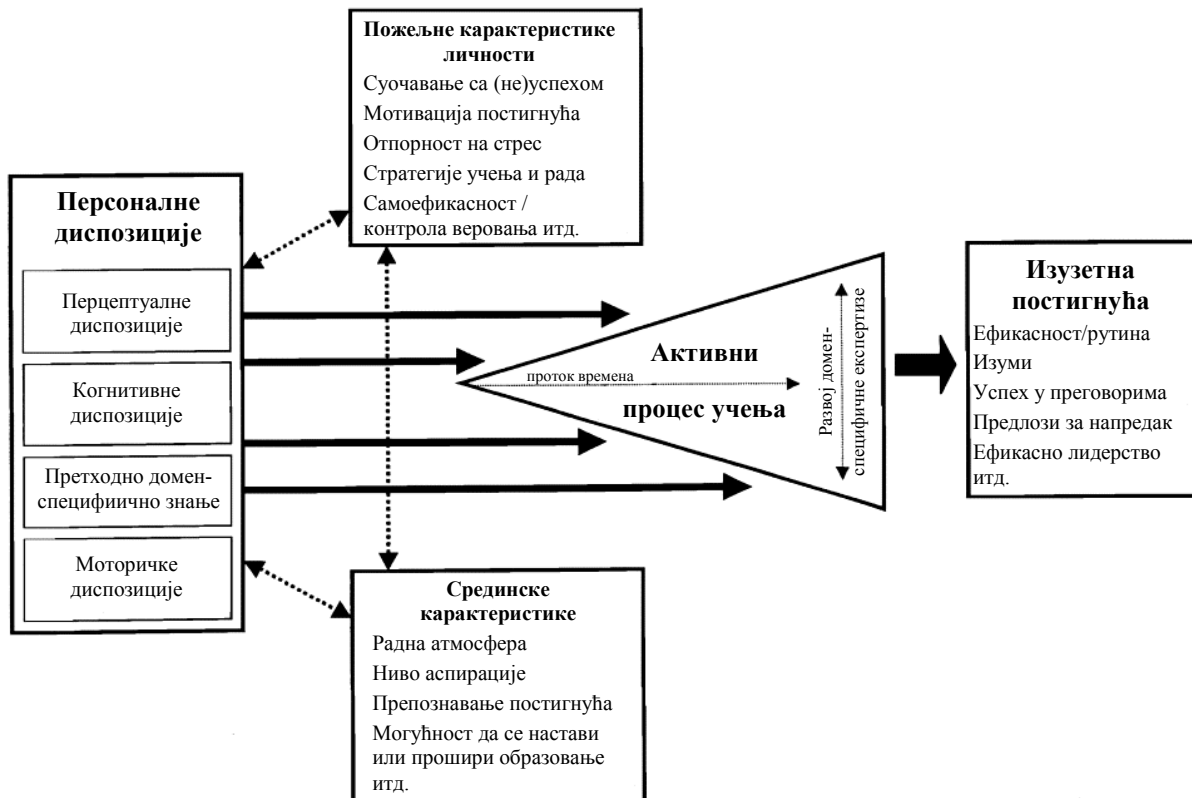 Пожељне карактеристике
личности
Суочавање са (не)успехом
Мотивација постигнућа
Отпорност на стрес
Стратегије учења и рада
Самоефикасност /
контрола веровања итд.
Персоналне
диспозиције
Перцептуалне
диспозиције
Когнитивне
диспозиције
Претходно домен-
специфиично знање
Моторичке
диспозиције
Активни
проток времена
процес учења
Развој домен-
специфичне експертизе
Изузетна
постигнућа
Ефикасност/рутина
Изуми
Успех у преговорима
Предлози за напредак
Ефикасно лидерство
итд.
Срединске
карактеристике
Радна атмосфера
Ниво аспирације
Препознавање постигнућа
Могућност да се настави
или прошири образовање
итд.